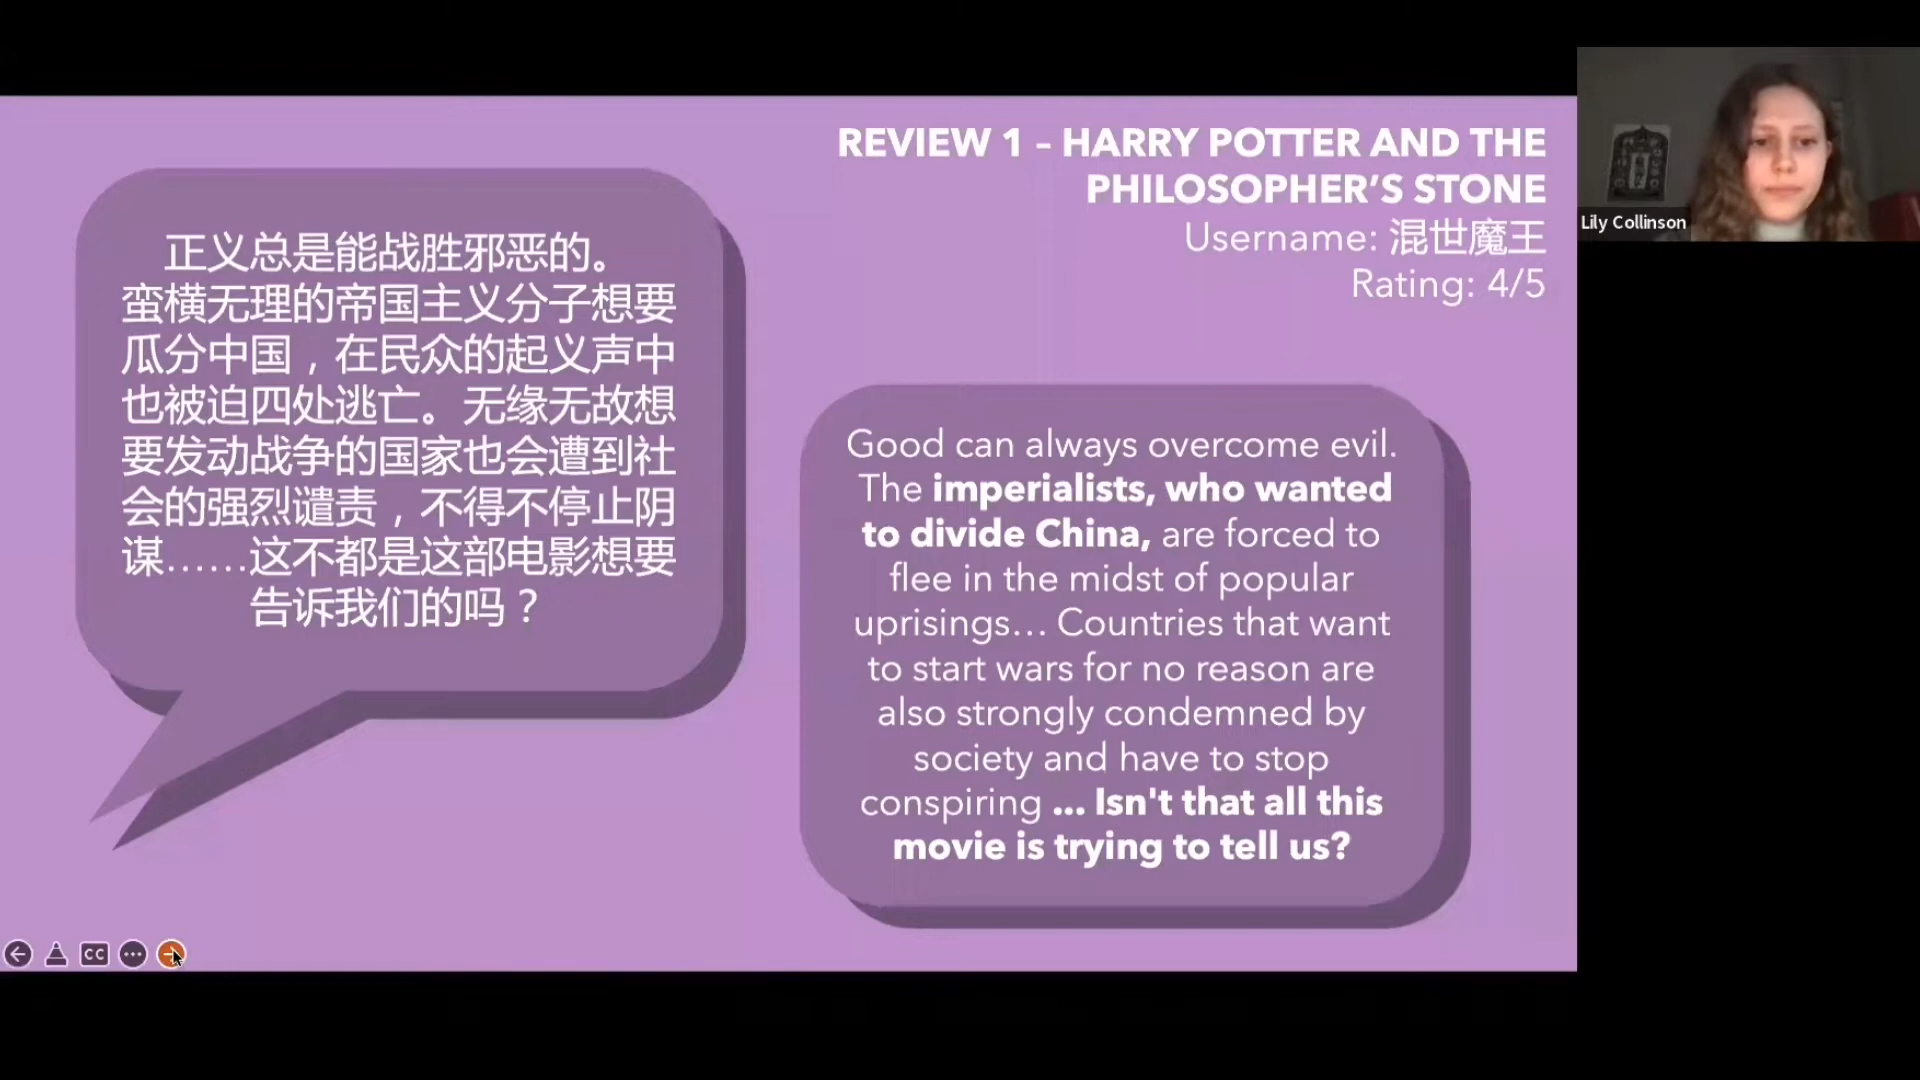 REVIEW 1 – HARRY POTTER AND THE
PHILOSOPHER'S STONE
Username: 混世魔王
Rating: 4/5
正义总是能战胜邪恶的。
蛮横无理的帝国主义分子想要
瓜分中国，在民众的起义声中
也被迫四处逃亡。无缘无故想
要发动战争的国家也会遭到社
会的强烈谴责，不得不停止阴
谋……这不都是这部电影想要
告诉我们的吗？
Good can always overcome evil.
The imperialists, who wanted
to divide China, are forced to
flee in the midst of popular
uprisings… Countries that want
to start wars for no reason are
also strongly condemned by
society and have to stop
conspiring ... Isn't that all this
movie is trying to tell us?
Lily Collinson
CC